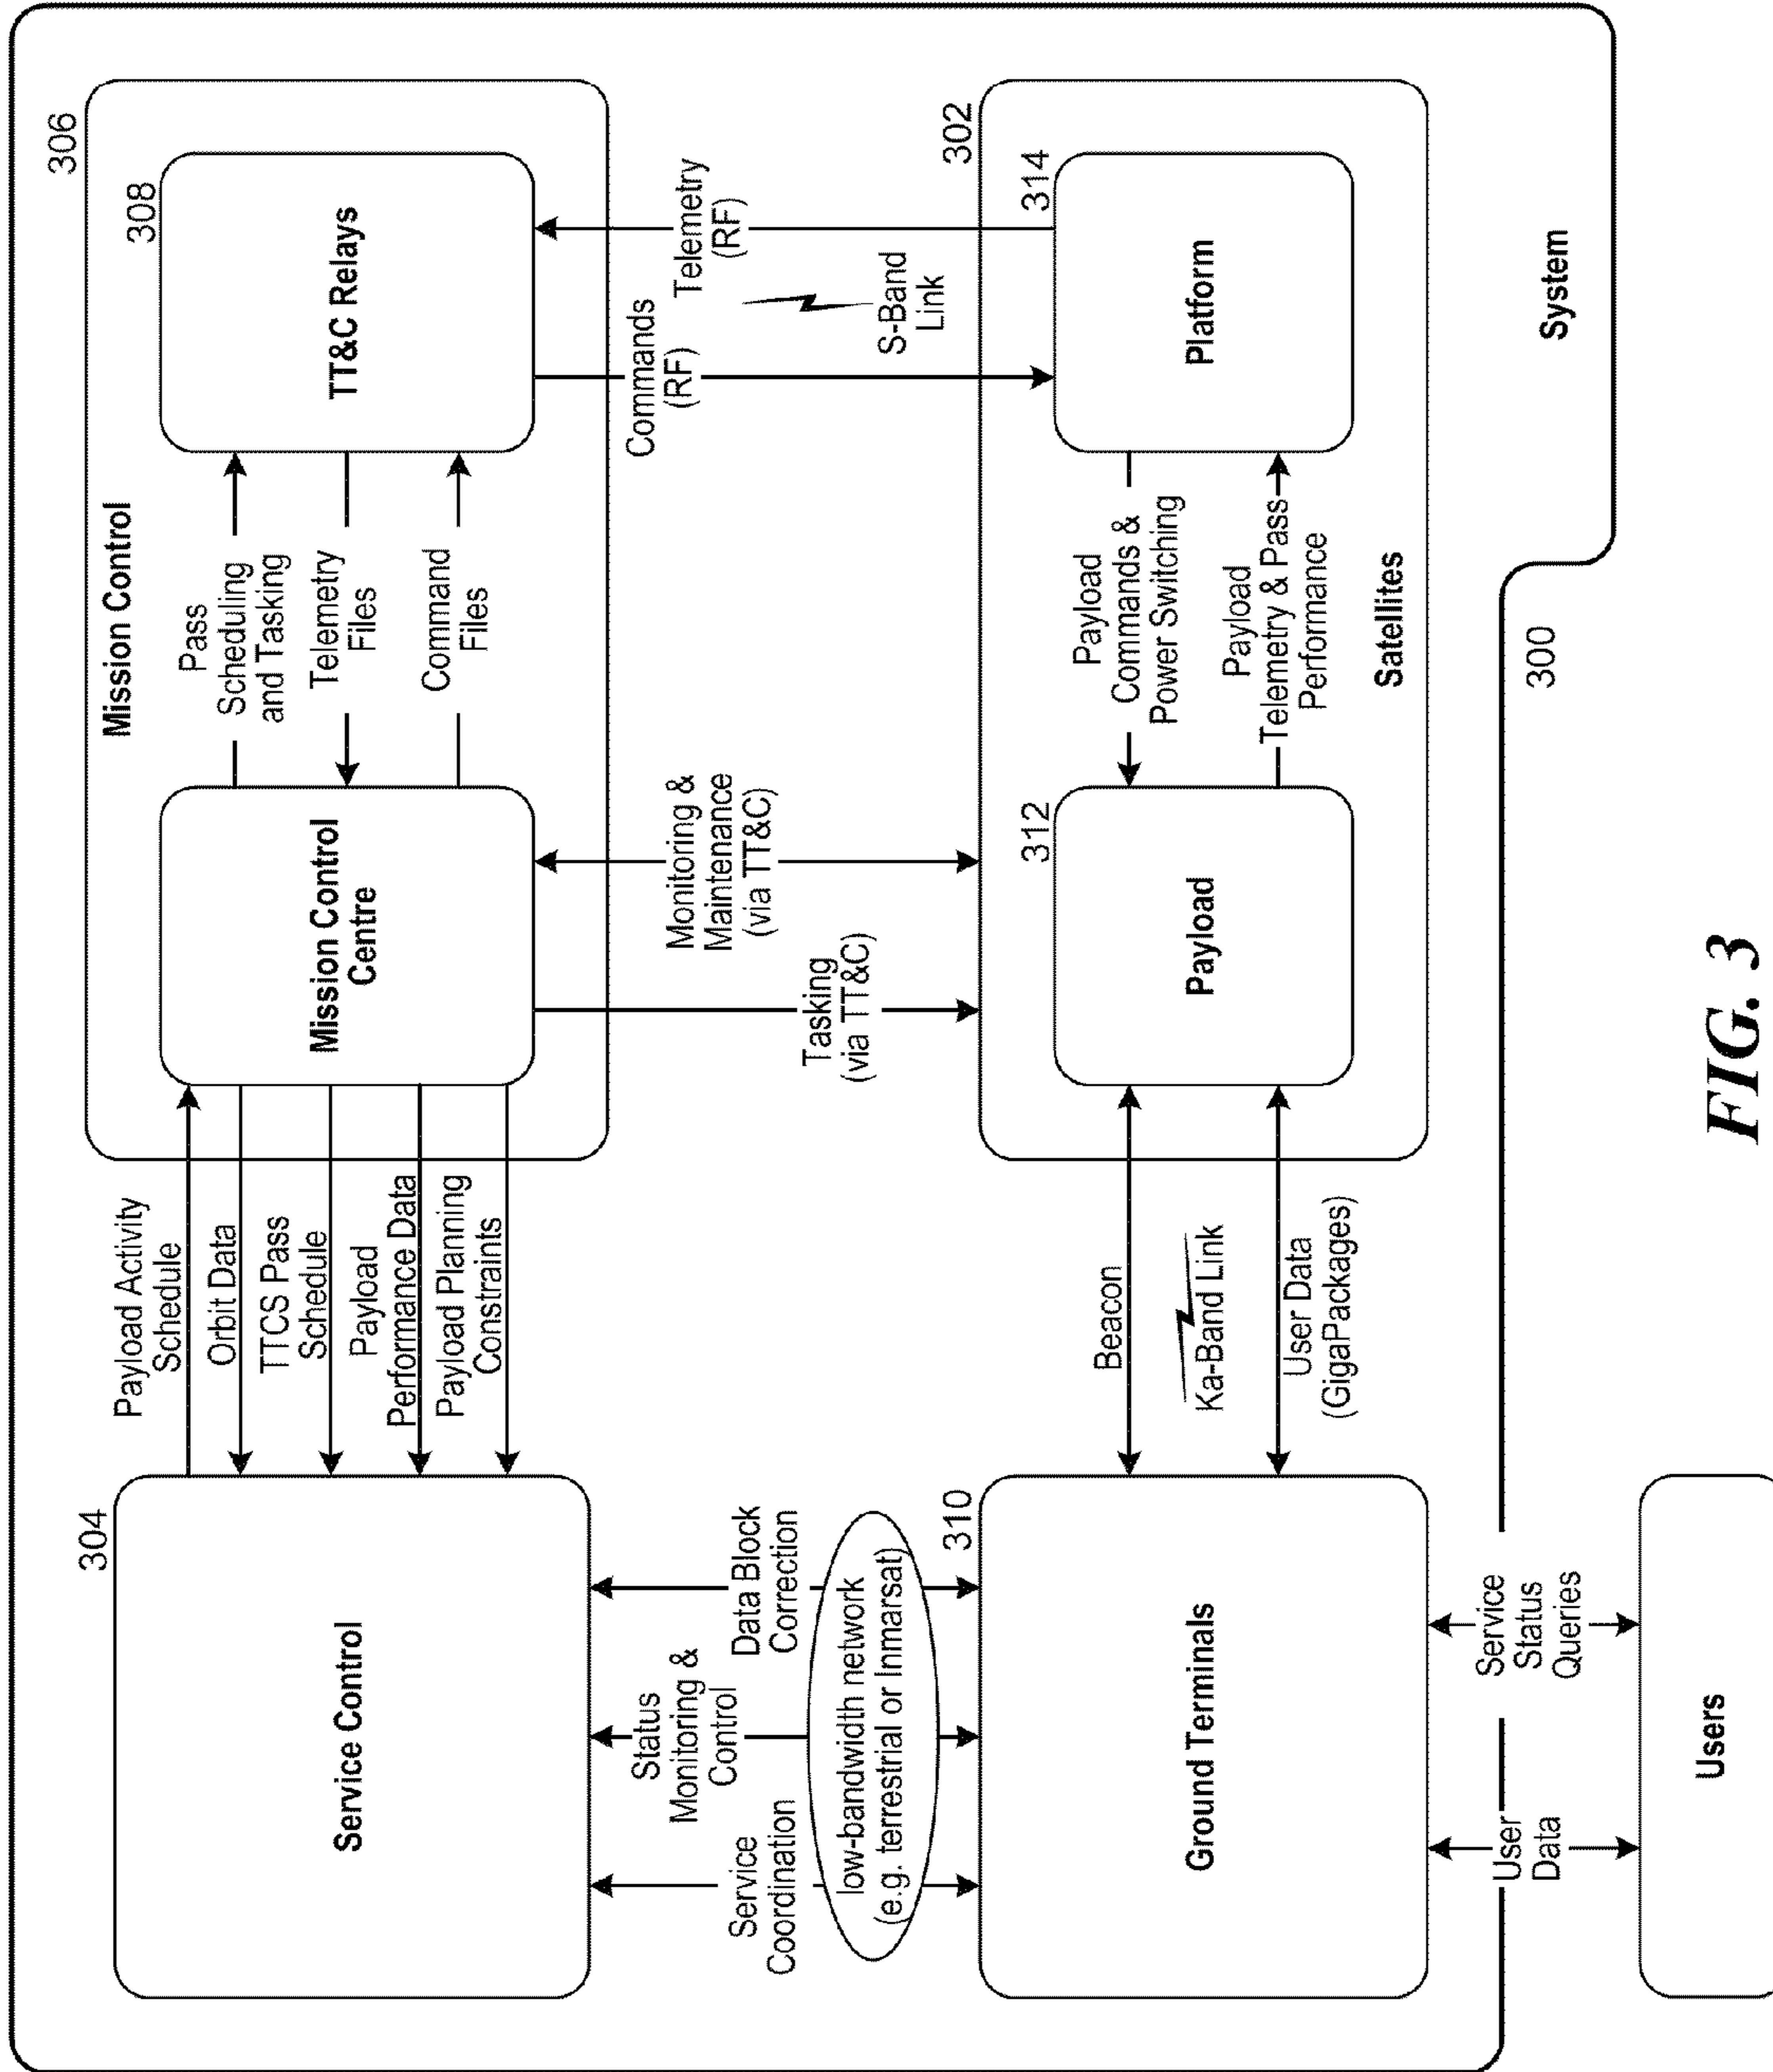 304
Service Control
Payload Activity
Schedule
Orbit Data
TTCS Pass
Schedule
Payload
Performance Data
Payload Planning
Constraints
306
Mission Control
Mission Control
Centre
Pass
Scheduling
and Tasking
Telemetry
Files
Command
Files
308
TT&C Relays
Service
Coordination
Status
Monitoring &
Control
Data Block
Correction
low-bandwidth network
(e.g. terrestrial or Inmarsat)
Tasking
(via TT&C)
Monitoring &
Maintenance
(via TT&C)
Commands
(RF)
Telemetry
(RF)
S-Band
Link
310
Ground Terminals
Beacon
Ka-Band Link
User Data
(GigaPackages)
302
312
Payload
Payload
Commands &
Power Switching
Payload
Telemetry & Pass
Performance
314
Platform
Satellites
User
Data
Service
Status
Queries
300
System
Users
FIG. 3